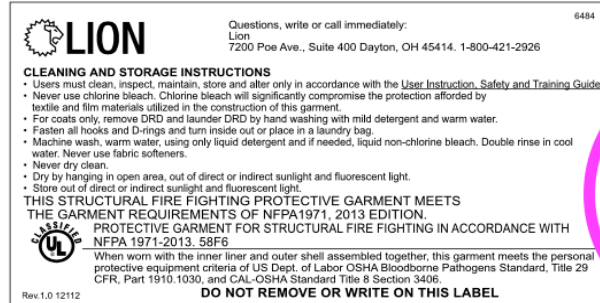 6484
LION
Questions, write or call immediately:
Lion
7200 Poe Ave., Suite 400 Dayton, OH 45414. 1-800-421-2926
CLEANING AND STORAGE INSTRUCTIONS
• Users must clean, inspect, maintain, store and alter only in accordance with the User Instruction, Safety and Training Guide
• Never use chlorine bleach. Chlorine bleach will significantly compromise the protection afforded by
textile and film materials utilized in the construction of this garment.
• For coats only, remove DRD and launder DRD by hand washing with mild detergent and warm water.
• Fasten all hooks and D-rings and turn inside out or place in a laundry bag.
• Machine wash, warm water, using only liquid detergent and if needed, liquid non-chlorine bleach. Double rinse in cool
water. Never use fabric softeners.
• Never dry clean.
• Dry by hanging in open area, out of direct or indirect sunlight and fluorescent light.
• Store out of direct or indirect sunlight and fluorescent light.
THIS STRUCTURAL FIRE FIGHTING PROTECTIVE GARMENT MEETS
THE GARMENT REQUIREMENTS OF NFPA1971, 2013 EDITION.
CLASSIFIED
UL
PROTECTIVE GARMENT FOR STRUCTURAL FIRE FIGHTING IN ACCORDANCE WITH
NFPA 1971-2013. 58F6
When worn with the inner liner and outer shell assembled together, this garment meets the personal
protective equipment criteria of US Dept. of Labor OSHA Bloodborne Pathogens Standard, Title 29
CFR, Part 1910.1030, and CAL-OSHA Standard Title 8 Section 3406.
Rev.1,0 12112
DO NOT REMOVE OR WRITE ON THIS LABEL